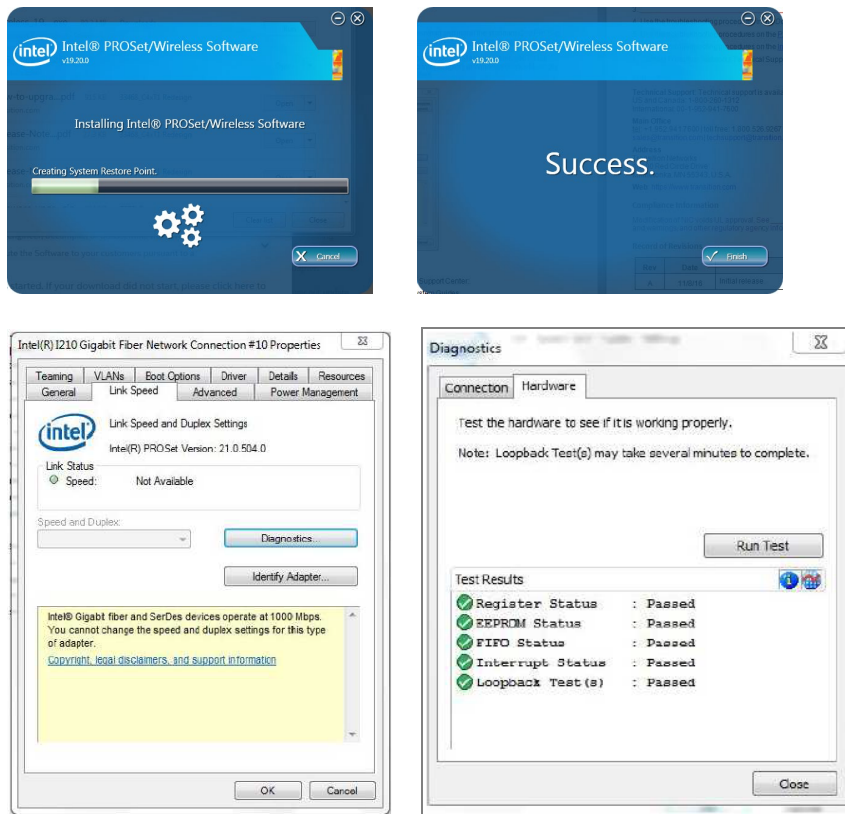 intel Intel® PROSet/Wireless Software
v19.20.0
Installing Intel® PROSet/Wireless Software
Creating System Restore Point.
X Cancel
intel Intel® PROSet/Wireless Software
v19.20.0
Success.
Finish
Intel(R) I210 Gigabit Fiber Network Connection #10 Properties
Teaming VLANs Boot Options Driver Details Resources
General Link Speed Advanced Power Management
intel
Link Speed and Duplex Settings
Intel(R) PROSet Version: 21.0.504.0
Link Status
Speed: Not Available
Speed and Duplex:
Diagnostics...
Identify Adapter...
Intel® Gigabit fiber and SerDes devices operate at 1000 Mbps.
You cannot change the speed and duplex settings for this type
of adapter.
Copyright, legal disclaimers, and support information
OK Cancel
Diagnostics
Connection Hardware
Test the hardware to see if it is working properly.
Note: Loopback Test(s) may take several minutes to complete.
Run Test
Test Results
Register Status : Passed
EEPROM Status : Passed
FIFO Status : Passed
Interrupt Status : Passed
Loopback Test(s) : Passed
Close